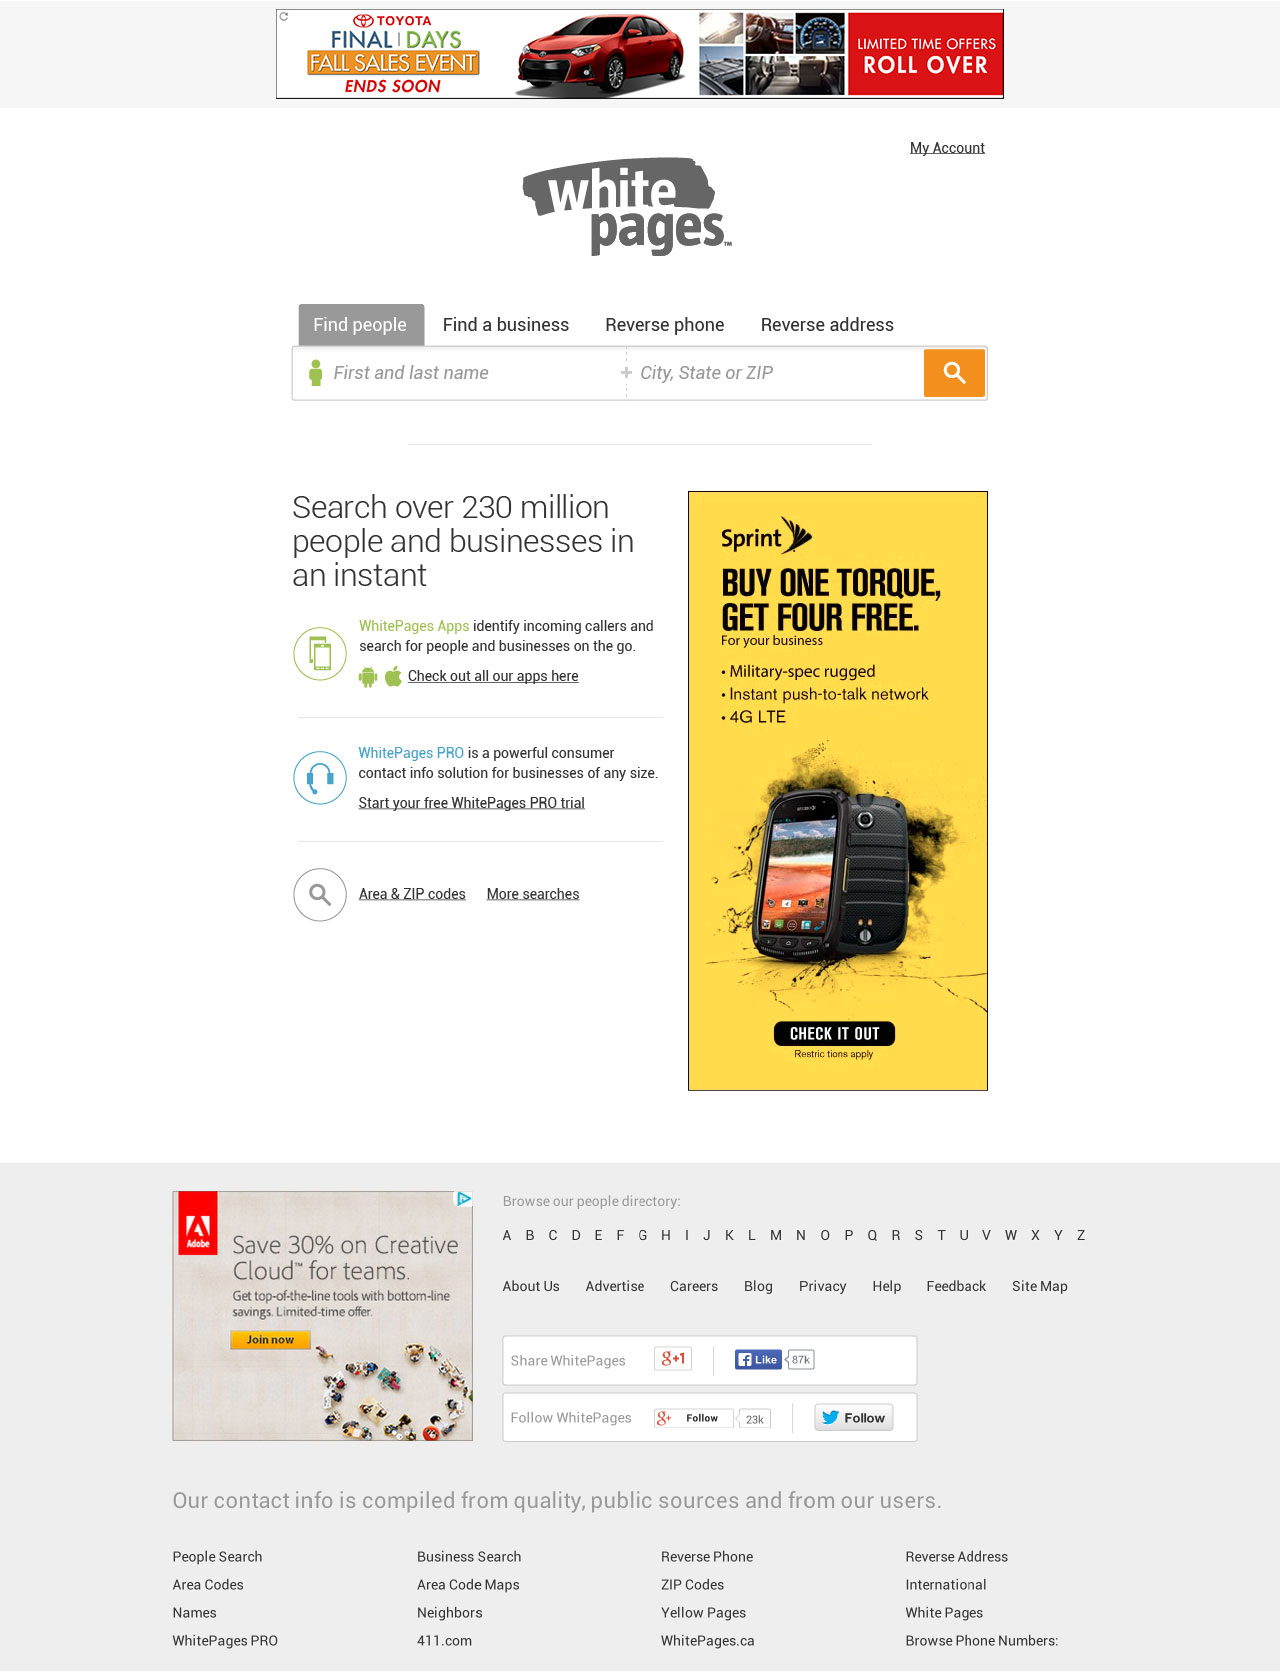 TOYOTA
FINAL | DAYS
FALL SALES EVENT
ENDS SOON
LIMITED TIME OFFERS
ROLL OVER
My Account
white
pages™
Find people Find a business Reverse phone Reverse address
First and last name + City, State or ZIP
Search over 230 million
people and businesses in
an instant
WhitePages Apps identify incoming callers and
search for people and businesses on the go.
Check out all our apps here
WhitePages PRO is a powerful consumer
contact info solution for businesses of any size.
Start your free WhitePages PRO trial
Area & ZIP codes More searches
Sprint
BUY ONE TORQUE,
GET FOUR FREE.
For your business
• Military-spec rugged
• Instant push-to-talk network
• 4G LTE
CHECK IT OUT
Restric tions apply
Adobe
Save 30% on Creative
Cloud™ for teams.
Get top-of-the-line tools with bottom-line
savings. Limited-time offer.
Join now
Browse our people directory:
A B C D E F G H I J K L M N O P Q R S T U V W X Y Z
About Us Advertise Careers Blog Privacy Help Feedback Site Map
Share WhitePages g+1 Like 87k
Follow WhitePages g+ Follow 23k Follow
Our contact info is compiled from quality, public sources and from our users.
People Search Business Search Reverse Phone Reverse Address
Area Codes Area Code Maps ZIP Codes International
Names Neighbors Yellow Pages White Pages
WhitePages PRO 411.com WhitePages.ca Browse Phone Numbers: